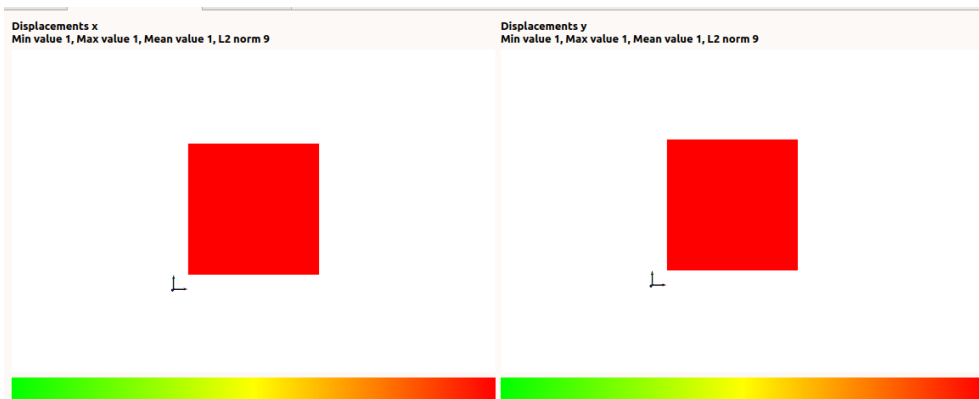 Displacements x
Min value 1, Max value 1, Mean value 1, L2 norm 9
Displacements y
Min value 1, Max value 1, Mean value 1, L2 norm 9